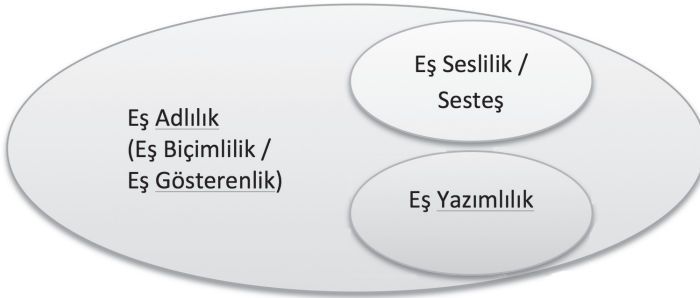 Eş Adlılık
(Eş Biçimlilik /
Eş Gösterenlik)
Eş Seslilik /
Sesteş
Eş Yazımlılık